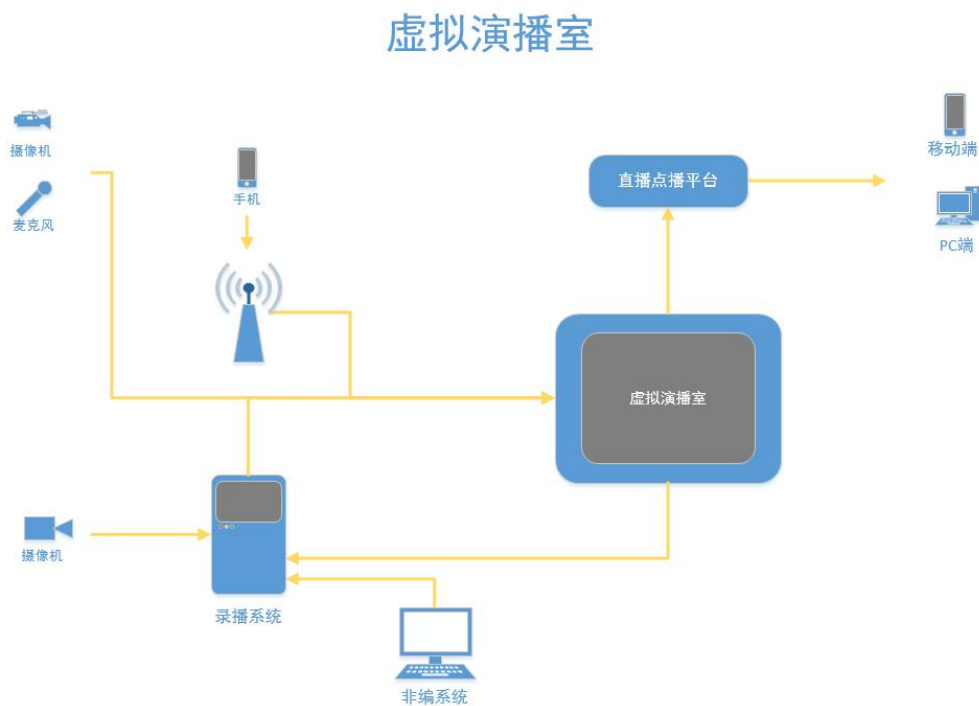 虚拟演播室
摄像机
麦克风
手机
直播点播平台
移动端
PC端
虚拟演播室
摄像机
录播系统
非编系统